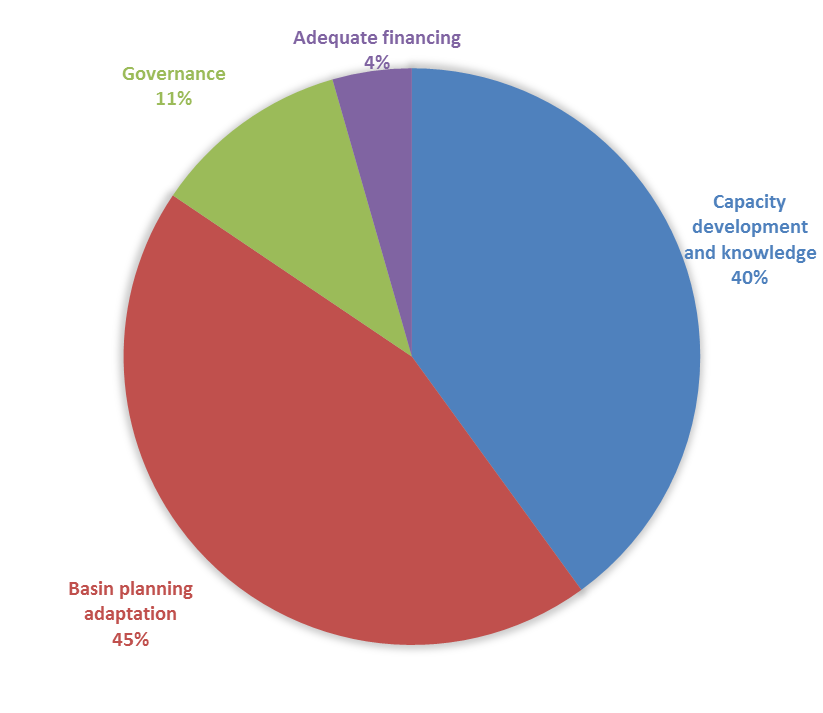 Adequate financing
4%
Governance
11%
Capacity
development
and knowledge
40%
Basin planning
adaptation
45%